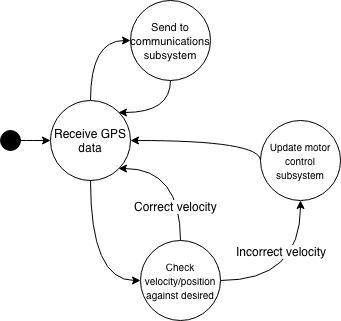 Send to
communications
subsystem
Receive GPS
data
Update motor
control
subsystem
Correct velocity
Incorrect velocity
Check
velocity/position
against desired